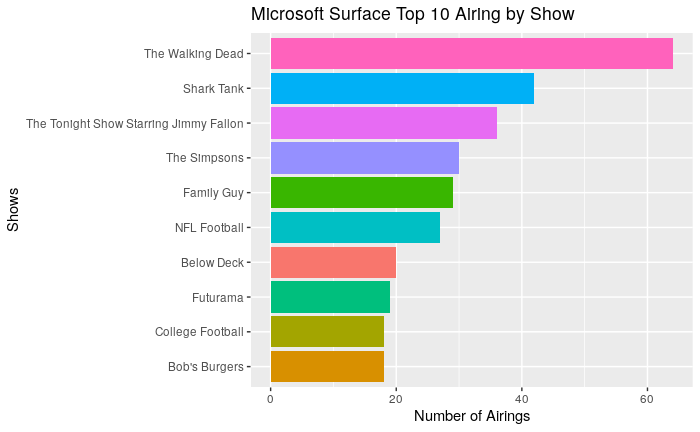 Microsoft Surface Top 10 Airing by Show
The Walking Dead
Shark Tank
The Tonight Show Starring Jimmy Fallon
The Simpsons
Family Guy
NFL Football
Below Deck
Futurama
College Football
Bob's Burgers
Shows
0 20 40 60
Number of Airings